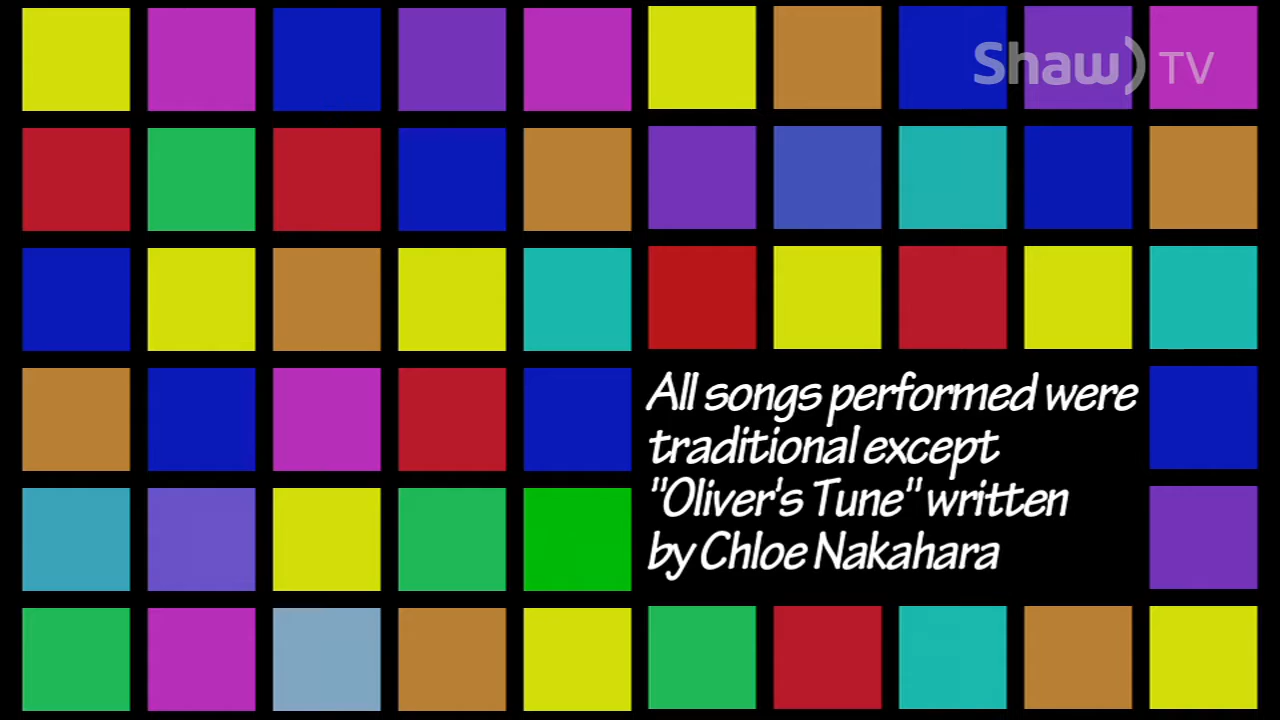 Shaw) TV
All songs performed were
traditional except
"Oliver's Tune" written
by Chloe Nakahara